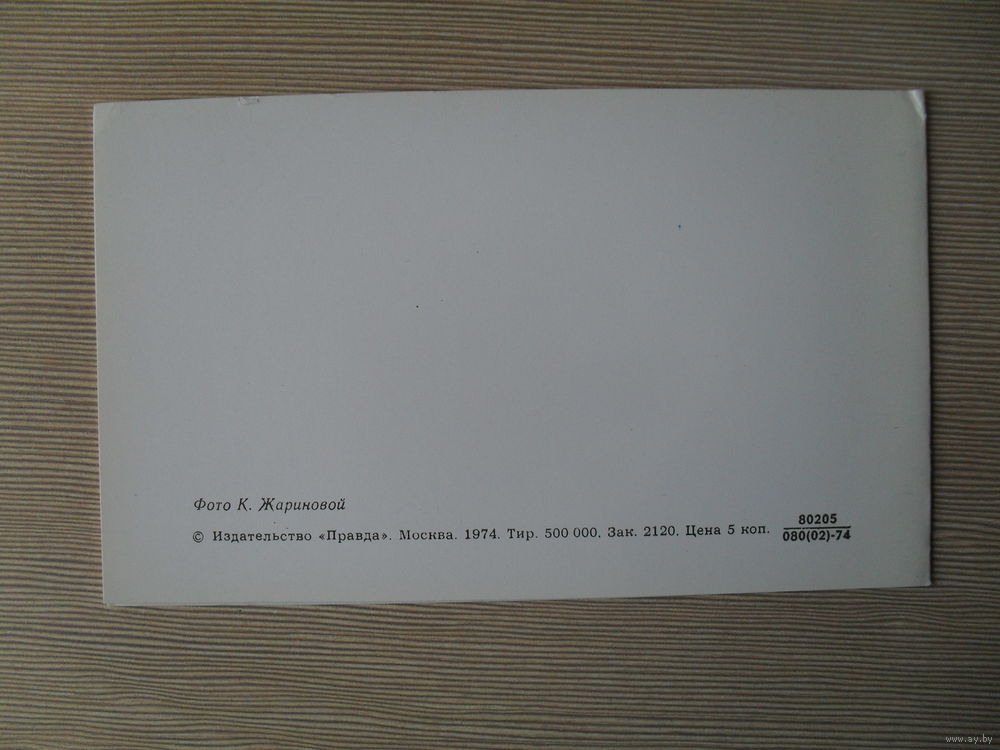 Фото К. Жариновой
© Издательство «Правда». Москва. 1974. Тир. 500 000. Зак. 2120. Цена 5 коп.
80205
080(02)-74
www.ay.by